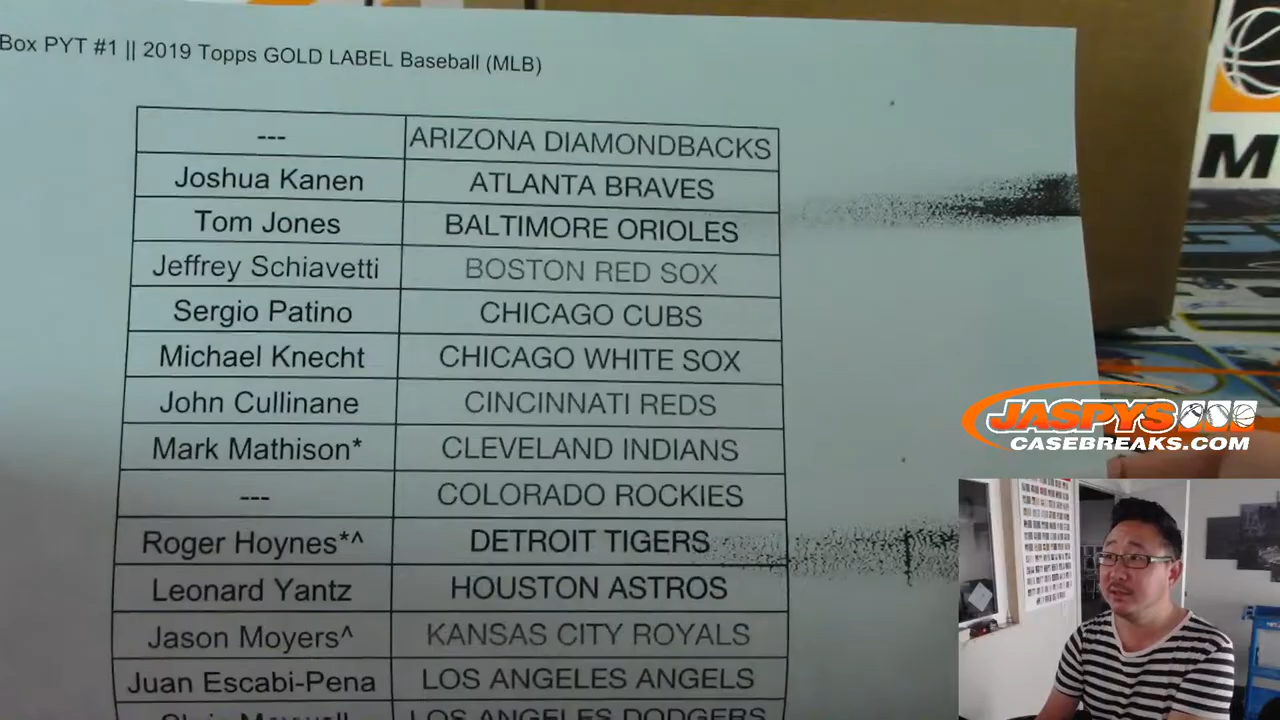 Box PYT #1 || 2019 Topps GOLD LABEL Baseball (MLB)
--- ARIZONA DIAMONDBACKS
Joshua Kanen ATLANTA BRAVES
Tom Jones BALTIMORE ORIOLES
Jeffrey Schiavetti BOSTON RED SOX
Sergio Patino CHICAGO CUBS
Michael Knecht CHICAGO WHITE SOX
John Cullinane CINCINNATI REDS
Mark Mathison* CLEVELAND INDIANS
--- COLORADO ROCKIES
Roger Hoynes*^ DETROIT TIGERS
Leonard Yantz HOUSTON ASTROS
Jason Moyers^ KANSAS CITY ROYALS
Juan Escabi-Pena LOS ANGELES ANGELS
LOS ANGELES DODGERS
M
JASPYS
CASEBREAKS.COM